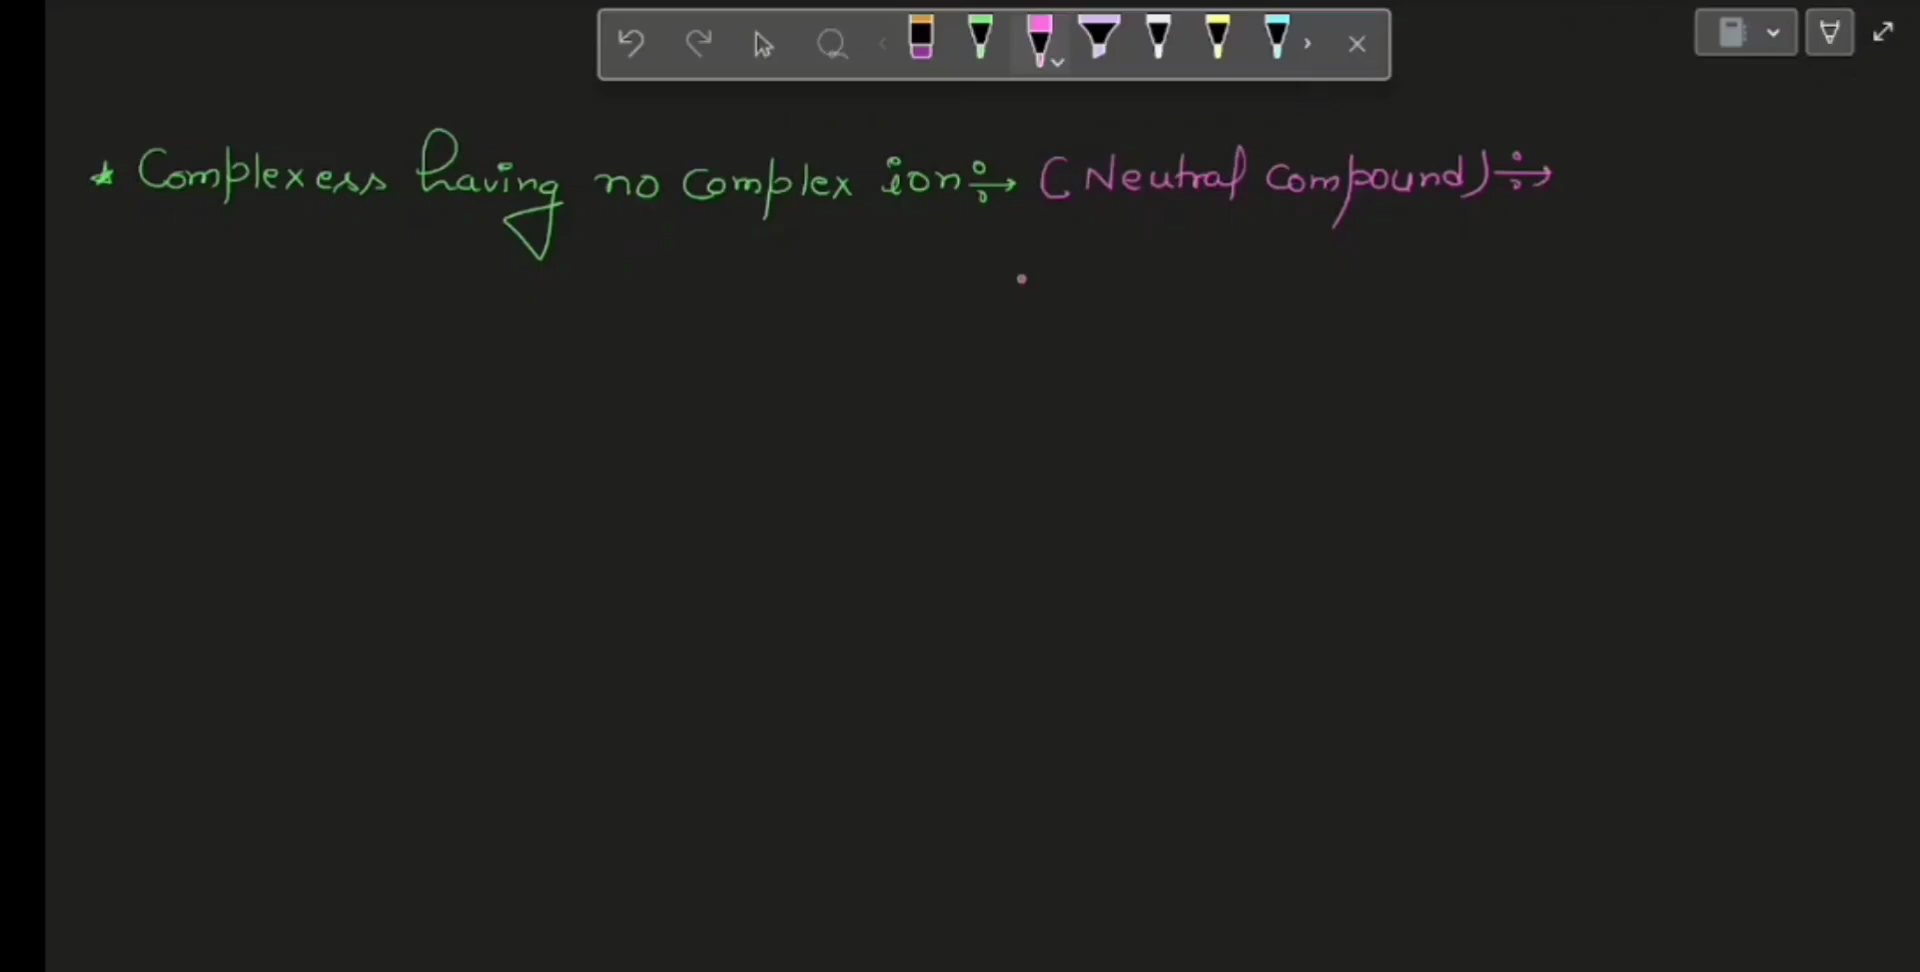 * Complexess having no complex ion :→ (Neutral Compound) :→